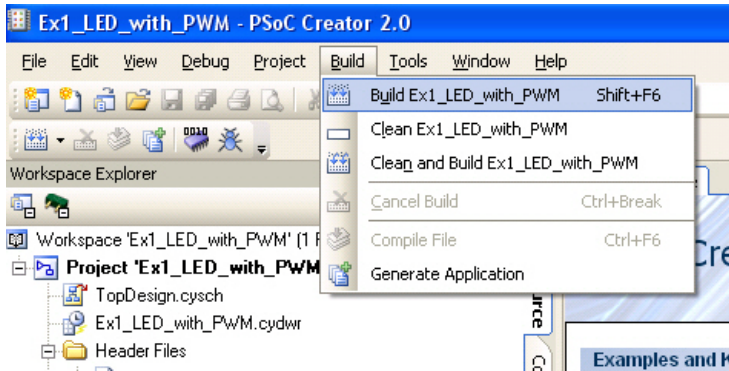 Ex1_LED_with_PWM - PSoC Creator 2.0
File Edit View Debug Project Build Tools Window Help
Build Ex1_LED_with_PWM Shift+F6
Clean Ex1_LED_with_PWM
Clean and Build Ex1_LED_with_PWM
Cancel Build Ctrl+Break
Compile File Ctrl+F6
Generate Application
0010
Workspace Explorer
Workspace 'Ex1_LED_with_PWM' (1
Project 'Ex1_LED_with_PWM
TopDesign.cysch
Ex1_LED_with_PWM.cydwr
Header Files
Examples and